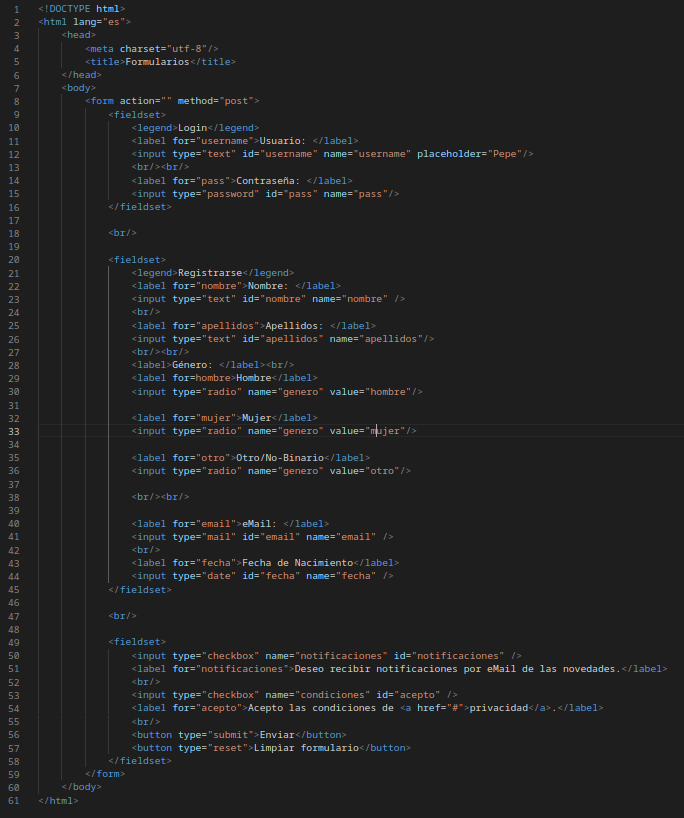 1 <!DOCTYPE html>
2 <html lang="es">
3 <head>
4 <meta charset="utf-8"/>
5 <title>Formularios</title>
6 </head>
7 <body>
8 <form action="" method="post">
9 <fieldset>
10 <legend>Login</legend>
11 <label for="username">Usuario: </label>
12 <input type="text" id="username" name="username" placeholder="Pepe"/>
13 <br/><br/>
14 <label for="pass">Contraseña: </label>
15 <input type="password" id="pass" name="pass"/>
16 </fieldset>
17
18 <br/>
19
20 <fieldset>
21 <legend>Registrarse</legend>
22 <label for="nombre">Nombre: </label>
23 <input type="text" id="nombre" name="nombre" />
24 <br/>
25 <label for="apellidos">Apellidos: </label>
26 <input type="text" id="apellidos" name="apellidos"/>
27 <br/><br/>
28 <label>Género: </label><br/>
29 <label for=hombre>Hombre</label>
30 <input type="radio" name="genero" value="hombre"/>
31
32 <label for="mujer">Mujer</label>
33 <input type="radio" name="genero" value="mujer"/>
34
35 <label for="otro">Otro/No-Binario</label>
36 <input type="radio" name="genero" value="otro"/>
37
38 <br/><br/>
39
40 <label for="email">eMail: </label>
41 <input type="mail" id="email" name="email" />
42 <br/>
43 <label for="fecha">Fecha de Nacimiento</label>
44 <input type="date" id="fecha" name="fecha" />
45 </fieldset>
46
47 <br/>
48
49 <fieldset>
50 <input type="checkbox" name="notificaciones" id="notificaciones" />
51 <label for="notificaciones">Deseo recibir notificaciones por eMail de las novedades.</label>
52 <br/>
53 <input type="checkbox" name="condiciones" id="acepto" />
54 <label for="acepto">Acepto las condiciones de <a href="#">privacidad</a>.</label>
55 <br/>
56 <button type="submit">Enviar</button>
57 <button type="reset">Limpiar formulario</button>
58 </fieldset>
59 </form>
60 </body>
61 </html>